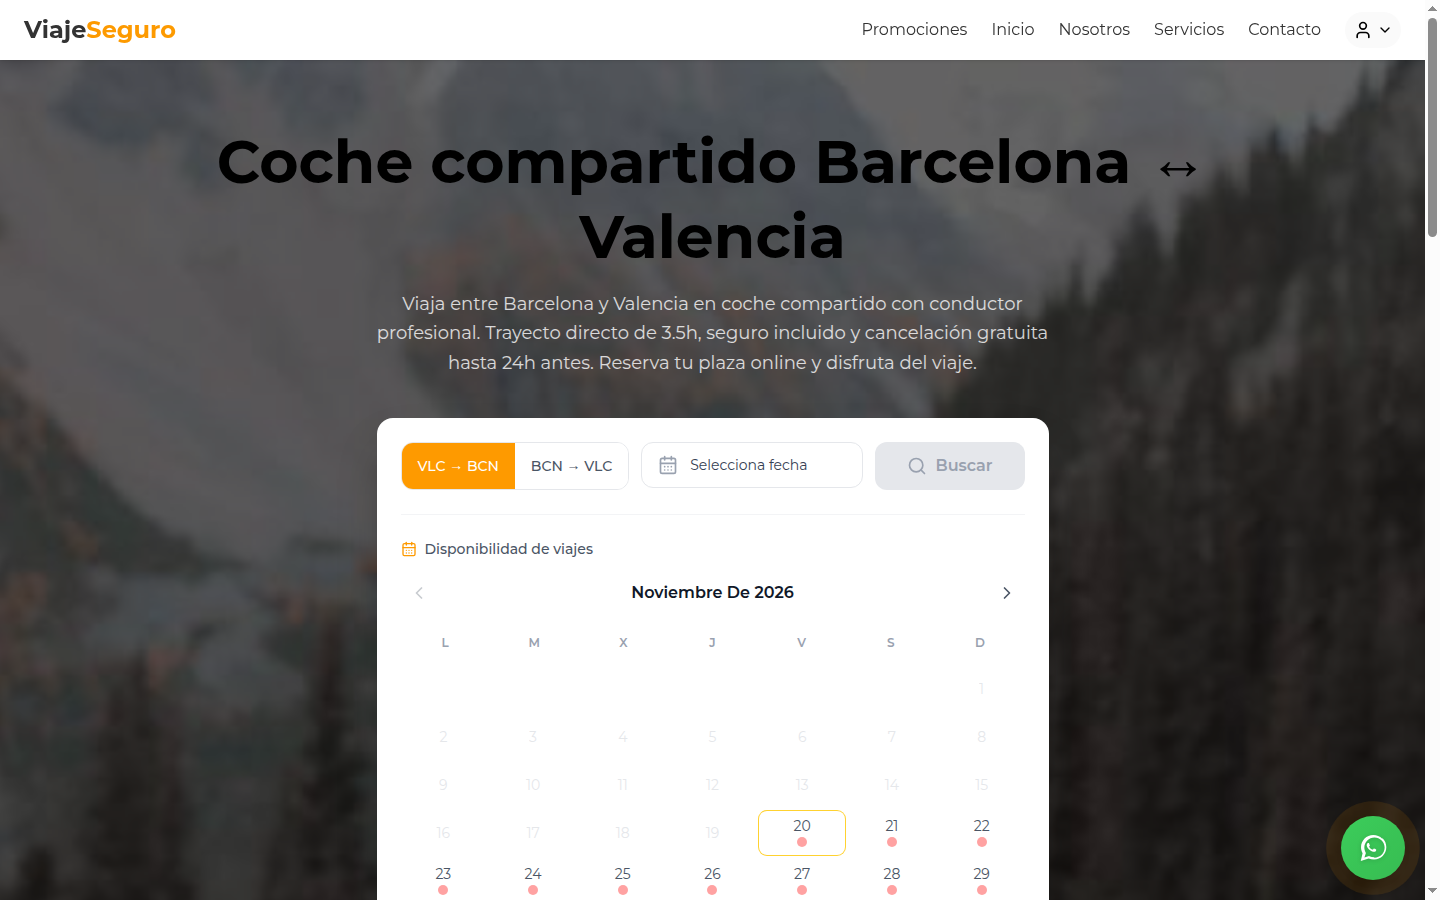 ViajeSeguro
Promociones
Inicio
Nosotros
Servicios
Contacto
Coche compartido Barcelona ↔
Valencia
Viaja entre Barcelona y Valencia en coche compartido con conductor
profesional. Trayecto directo de 3.5h, seguro incluido y cancelación gratuita
hasta 24h antes. Reserva tu plaza online y disfruta del viaje.
VLC → BCN
BCN → VLC
Selecciona fecha
Buscar
Disponibilidad de viajes
Noviembre De 2026
L M X J V S D
1
2 3 4 5 6 7 8
9 10 11 12 13 14 15
16 17 18 19 20 21 22
23 24 25 26 27 28 29